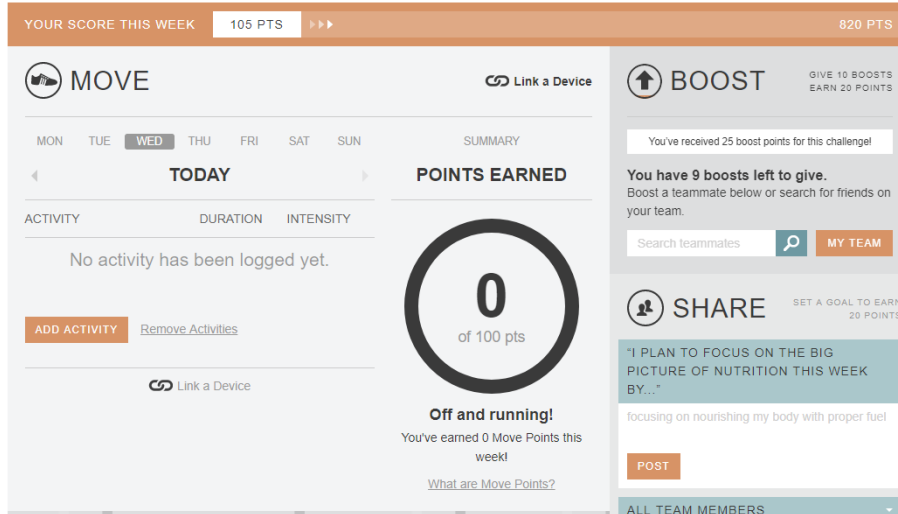 YOUR SCORE THIS WEEK 105 PTS 820 PTS
MOVE
Link a Device
MON TUE WED THU FRI SAT SUN
TODAY
ACTIVITY DURATION INTENSITY
No activity has been logged yet.
ADD ACTIVITY Remove Activities
Link a Device
SUMMARY
POINTS EARNED
0
of 100 pts
Off and running!
You've earned 0 Move Points this
week!
What are Move Points?
BOOST
GIVE 10 BOOSTS
EARN 20 POINTS
You've received 25 boost points for this challenge!
You have 9 boosts left to give.
Boost a teammate below or search for friends on
your team.
Search teammates MY TEAM
SHARE
SET A GOAL TO EARN
20 POINTS
"I PLAN TO FOCUS ON THE BIG
PICTURE OF NUTRITION THIS WEEK
BY..."
focusing on nourishing my body with proper fuel
POST
ALL TEAM MEMBERS